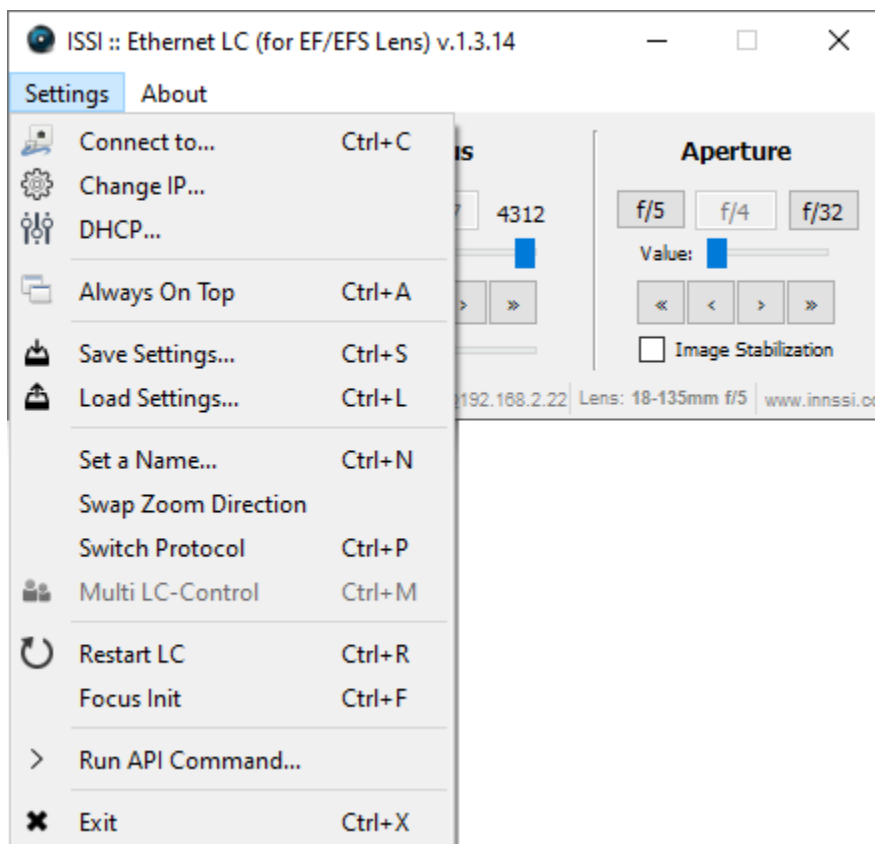 ISSI :: Ethernet LC (for EF/EFS Lens) v.1.3.14
Settings About
Connect to... Ctrl+C
Change IP...
DHCP...
Always On Top Ctrl+A
Save Settings... Ctrl+S
Load Settings... Ctrl+L
Set a Name... Ctrl+N
Swap Zoom Direction
Switch Protocol Ctrl+P
Multi LC-Control Ctrl+M
Restart LC Ctrl+R
Focus Init Ctrl+F
Run API Command...
Exit Ctrl+X
4312
Aperture
f/5 f/4 f/32
Value:
« < > »
> »
Image Stabilization
192.168.2.22 Lens: 18-135mm f/5 www.innssi.co